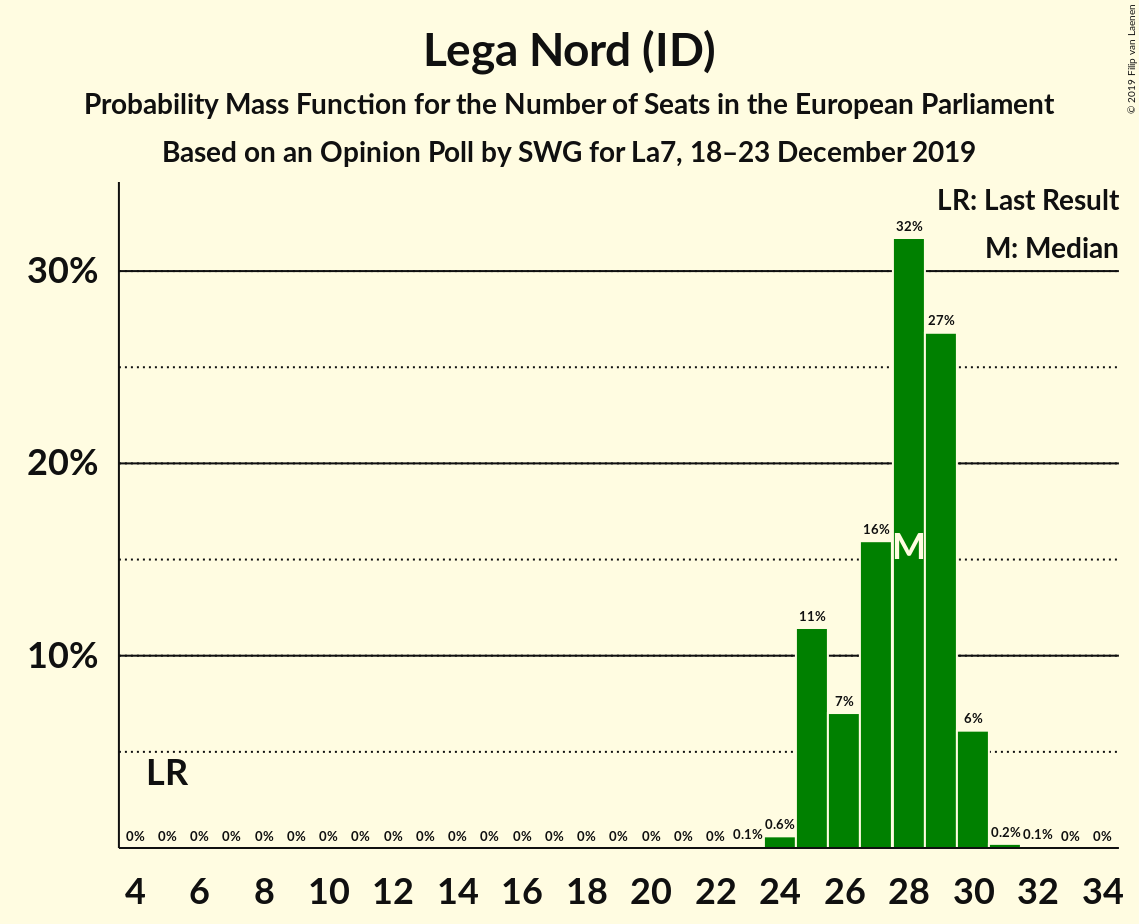 Lega Nord (ID)
Probability Mass Function for the Number of Seats in the European Parliament
Based on an Opinion Poll by SWG for La7, 18–23 December 2019
© 2019 Filip van Laenen
LR: Last Result
M: Median
30%
20%
10%
LR
M
0% 0% 0% 0% 0% 0% 0% 0% 0% 0% 0% 0% 0% 0% 0% 0% 0% 0% 0% 0.1% 0.6% 11% 7% 16% 32% 27% 6% 0.2% 0.1% 0% 0%
4 6 8 10 12 14 16 18 20 22 24 26 28 30 32 34